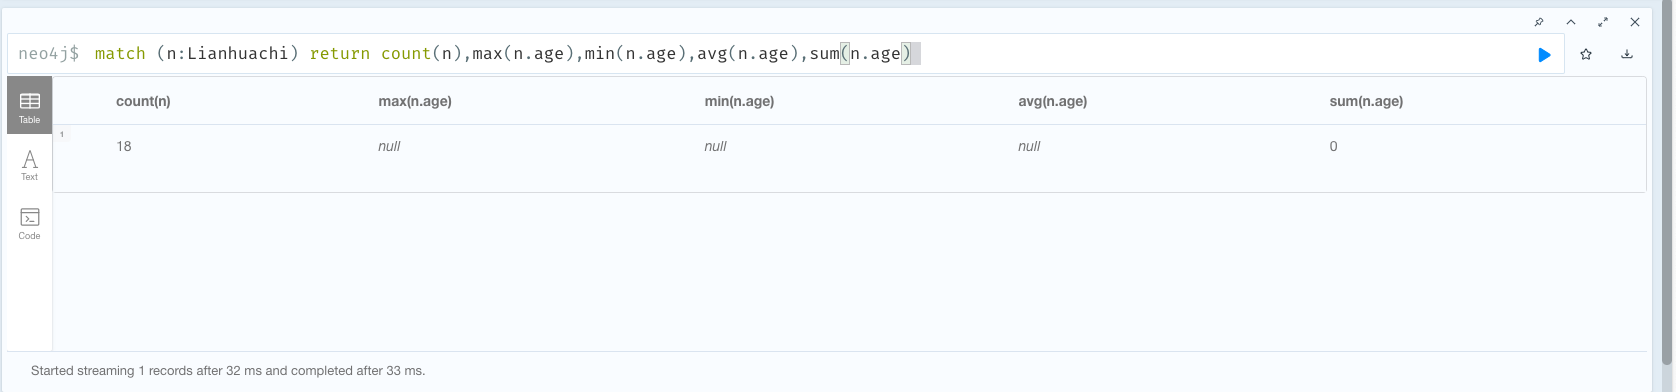 neo4j$ match (n:Lianhuachi) return count(n),max(n.age),min(n.age),avg(n.age),sum(n.age)
Table
Text
Code
count(n) max(n.age) min(n.age) avg(n.age) sum(n.age)
1
18 null null null 0
Started streaming 1 records after 32 ms and completed after 33 ms.